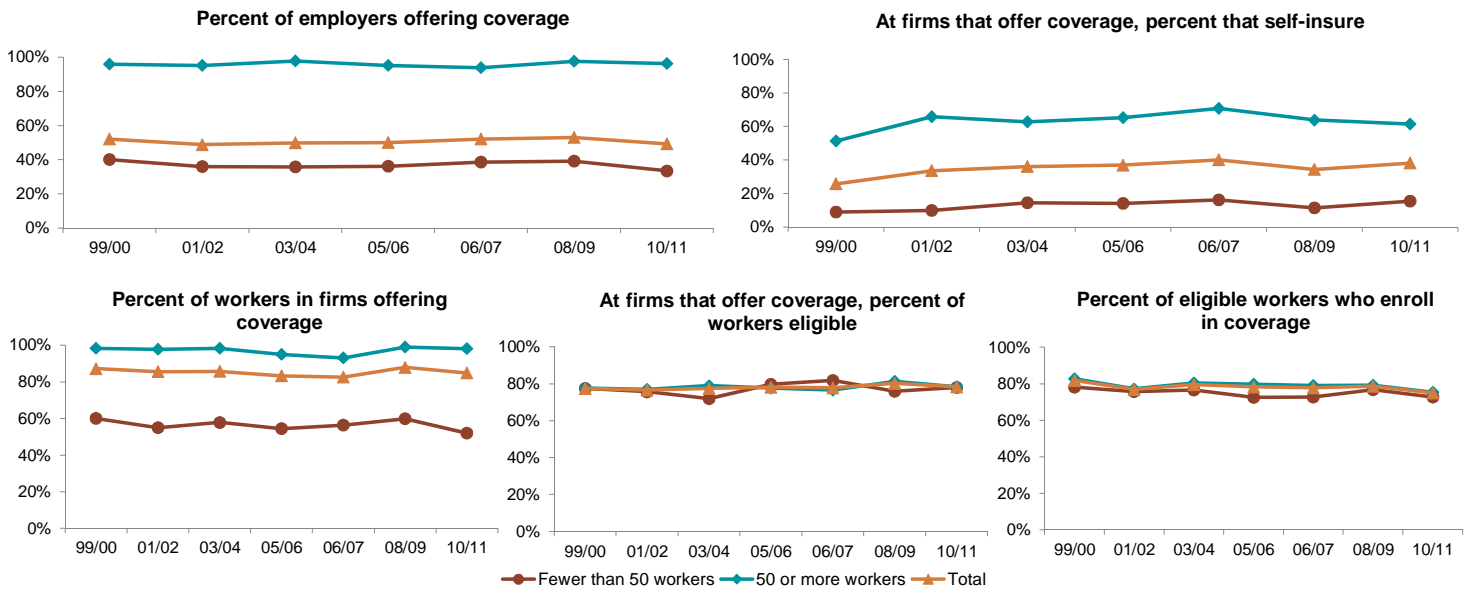 Percent of employers offering coverage
100%
80%
60%
40%
20%
0%
99/00 01/02 03/04 05/06 06/07 08/09 10/11
At firms that offer coverage, percent that self-insure
100%
80%
60%
40%
20%
0%
99/00 01/02 03/04 05/06 06/07 08/09 10/11
Percent of workers in firms offering
coverage
100%
80%
60%
40%
20%
0%
99/00 01/02 03/04 05/06 06/07 08/09 10/11
At firms that offer coverage, percent of
workers eligible
100%
80%
60%
40%
20%
0%
99/00 01/02 03/04 05/06 06/07 08/09 10/11
Percent of eligible workers who enroll
in coverage
100%
80%
60%
40%
20%
0%
99/00 01/02 03/04 05/06 06/07 08/09 10/11
Fewer than 50 workers 50 or more workers Total